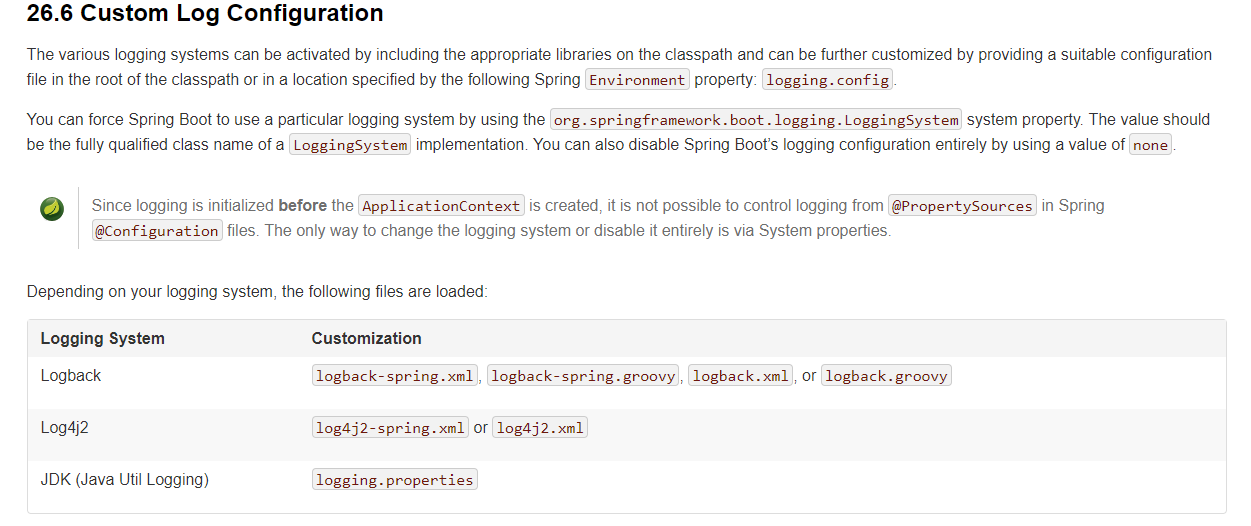 26.6 Custom Log Configuration
The various logging systems can be activated by including the appropriate libraries on the classpath and can be further customized by providing a suitable configuration
file in the root of the classpath or in a location specified by the following Spring Environment property: logging.config.
You can force Spring Boot to use a particular logging system by using the org.springframework.boot.logging.LoggingSystem system property. The value should
be the fully qualified class name of a LoggingSystem implementation. You can also disable Spring Boot's logging configuration entirely by using a value of none.
Since logging is initialized before the ApplicationContext is created, it is not possible to control logging from @PropertySources in Spring
@Configuration files. The only way to change the logging system or disable it entirely is via System properties.
Depending on your logging system, the following files are loaded:
Logging System Customization
Logback logback-spring.xml, logback-spring.groovy, logback.xml, or logback.groovy
Log4j2 log4j2-spring.xml or log4j2.xml
JDK (Java Util Logging) logging.properties